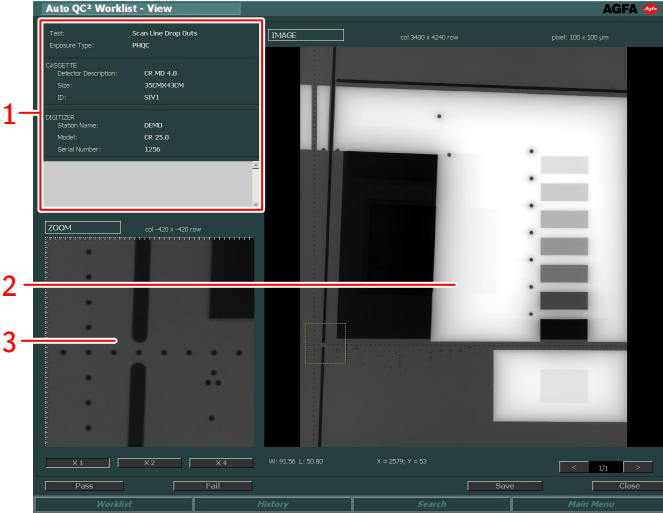 Auto QC² Worklist - View
AGFA Agfa
Test: Scan Line Drop Outs
Exposure Type: PHQC
CASSETTE
Detector Description: CR MD 4.0
Size: 35CMX43CM
ID: SIV1
DIGITIZER
Station Name: DEMO
Model: CR 25.0
Serial Number: 1256
1
IMAGE col 3480 x 4240 row pixel: 100 x 100 µm
ZOOM col -420 x -420 row
2
3
X 1 X 2 X 4
W: 91.56 L: 50.80 X = 2579; Y = 53
< 1/1 >
Pass Fail Save Close
Worklist History Search Main Menu